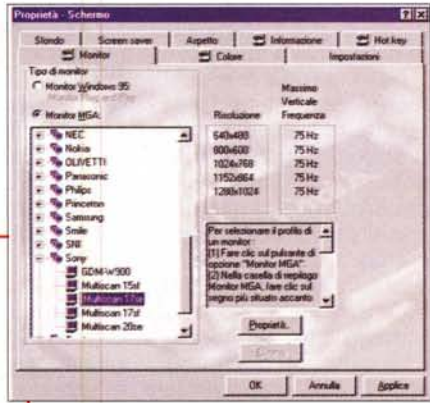 Proprietà - Schermo
Sfondo
Screen saver
Aspetto
Informazione
Hot key
Monitor
Colore
Impostazioni
Tipo di monitor
Monitor Windows 95:
Monitor Plug and Play
Monitor MGA:
NEC
Nokia
OLIVETTI
Panasonic
Philips
Princeton
Samsung
Smile
SNI
Sony
GDM-W900
Multiscan 15sf
Multiscan 17se
Multiscan 17sf
Multiscan 20se
Risoluzione
Massimo
Verticale
Frequenza
640x480 75 Hz
800x600 75 Hz
1024x768 75 Hz
1152x864 75 Hz
1280x1024 75 Hz
Per selezionare il profilo di
un monitor :
(1) Fare clic sul pulsante di
opzione "Monitor MGA"
(2) Nella casella di riepilogo
Monitor MGA, fare clic sul
segno più situato accanto
Proprietà..
OK
Annulla
Applica